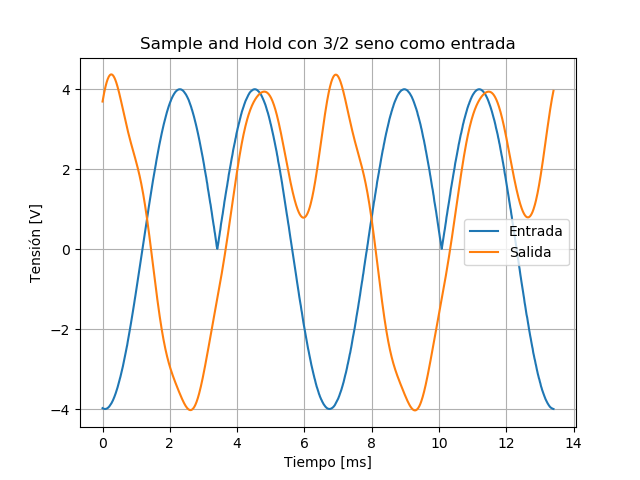 Sample and Hold con 3/2 seno como entrada
Tensión [V]
4
2
0
−2
−4
Entrada
Salida
0 2 4 6 8 10 12 14
Tiempo [ms]